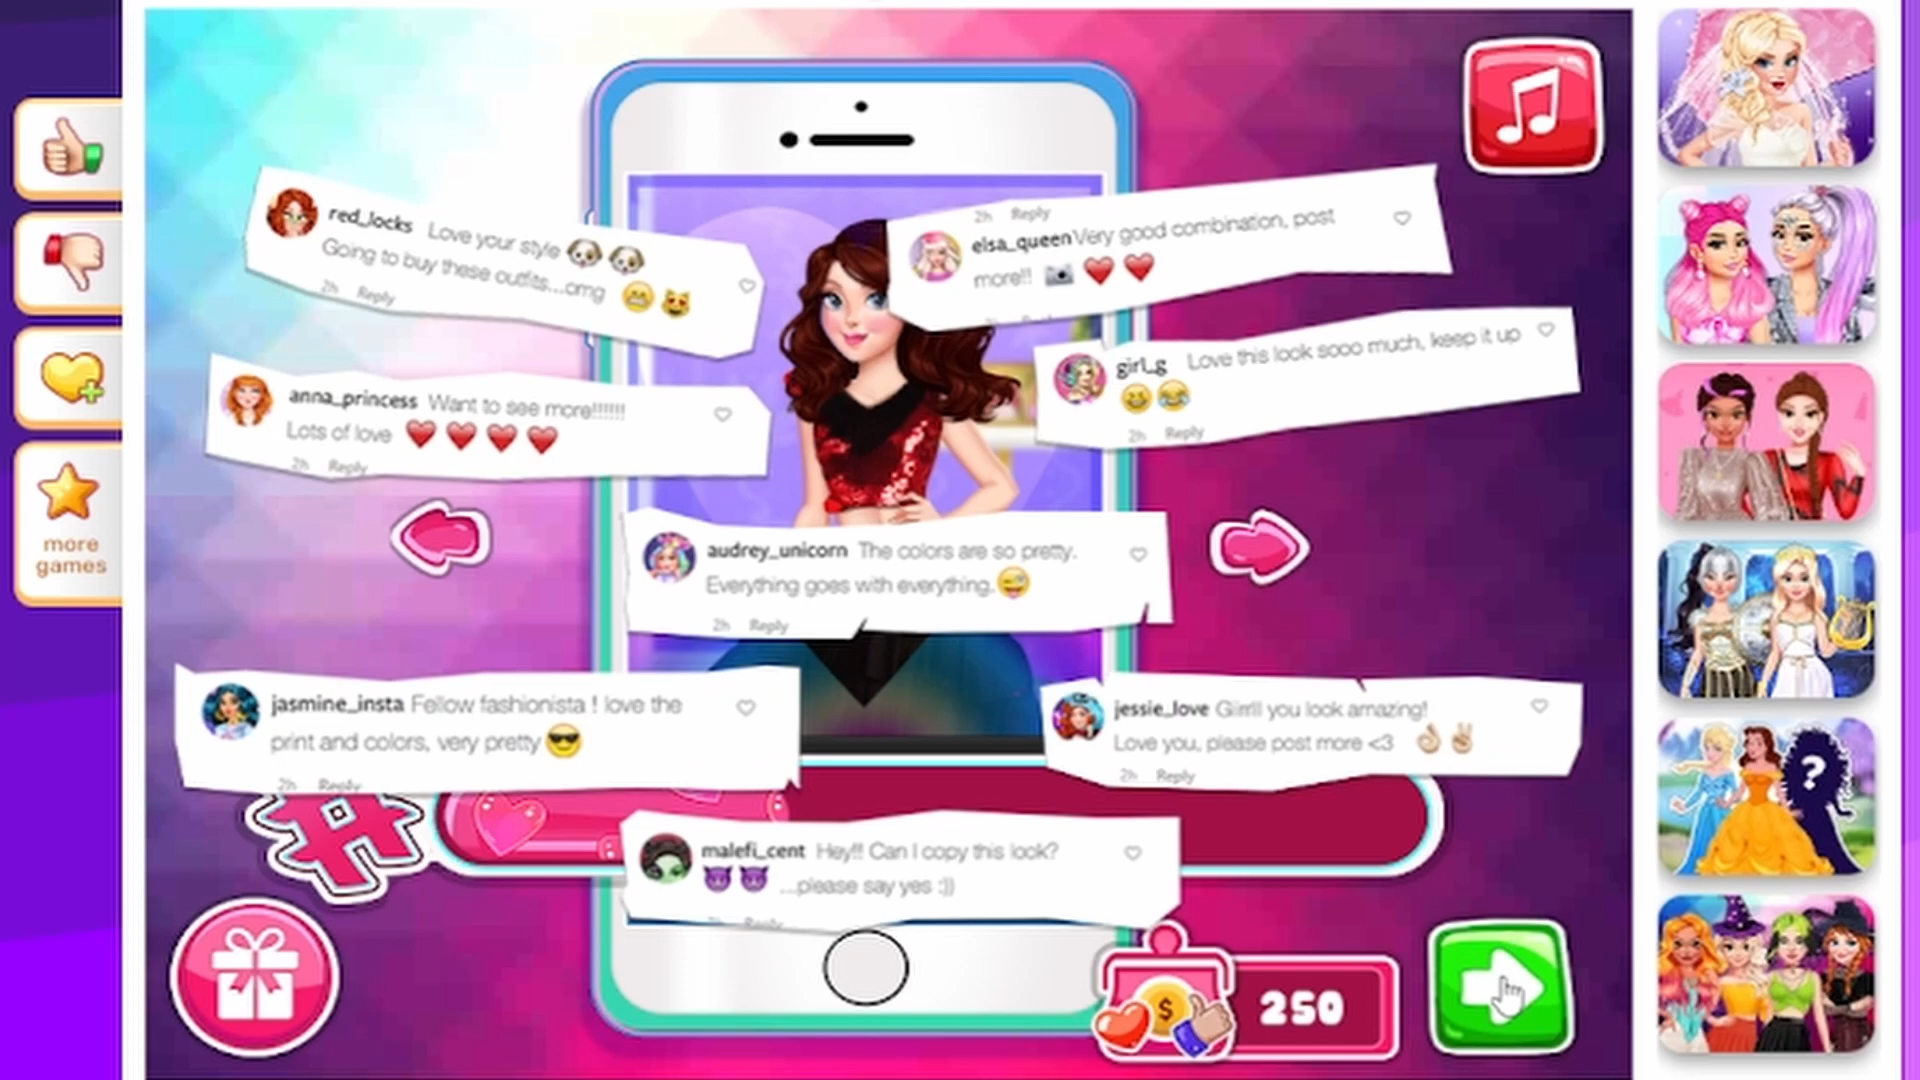 red_locks Love your style
Going to buy these outfits...omg
2h Reply
2h Reply
elsa_queen Very good combination, post
more!!
girl_g Love this look sooo much, keep it up
2h Reply
anna_princess Want to see more!!!!!!
Lots of love
2h Reply
audrey_unicorn The colors are so pretty.
Everything goes with everything.
2h Reply
more
games
jasmine_insta Fellow fashionista ! love the
print and colors, very pretty
2h Reply
jessie_love Giirrll you look amazing!
Love you, please post more <3
2h Reply
#
malefi_cent Hey!! Can I copy this look?
...please say yes :))
Reply
?
$
250